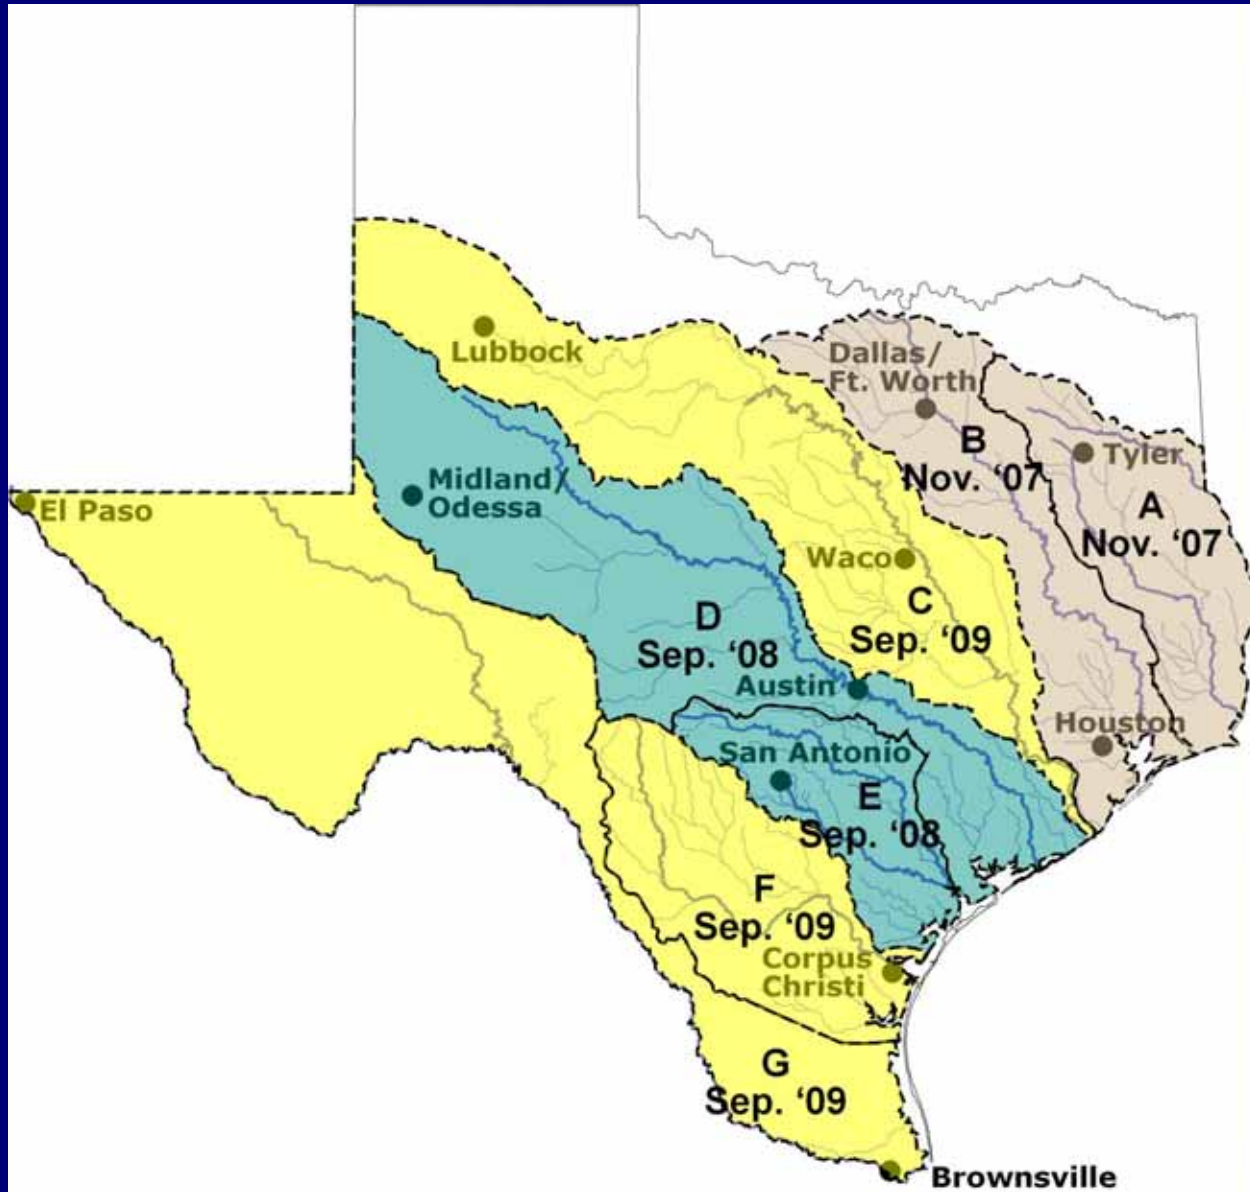 Lubbock
Dallas/
Ft. Worth
B
Nov. ‘07
Tyler
A
Nov. ‘07
Midland/
Odessa
El Paso
Waco
C
Sep. ‘09
D
Sep. ‘08
Austin
Houston
San Antonio
E
Sep. ‘08
F
Sep. ‘09
Corpus
Christi
G
Sep. ‘09
Brownsville